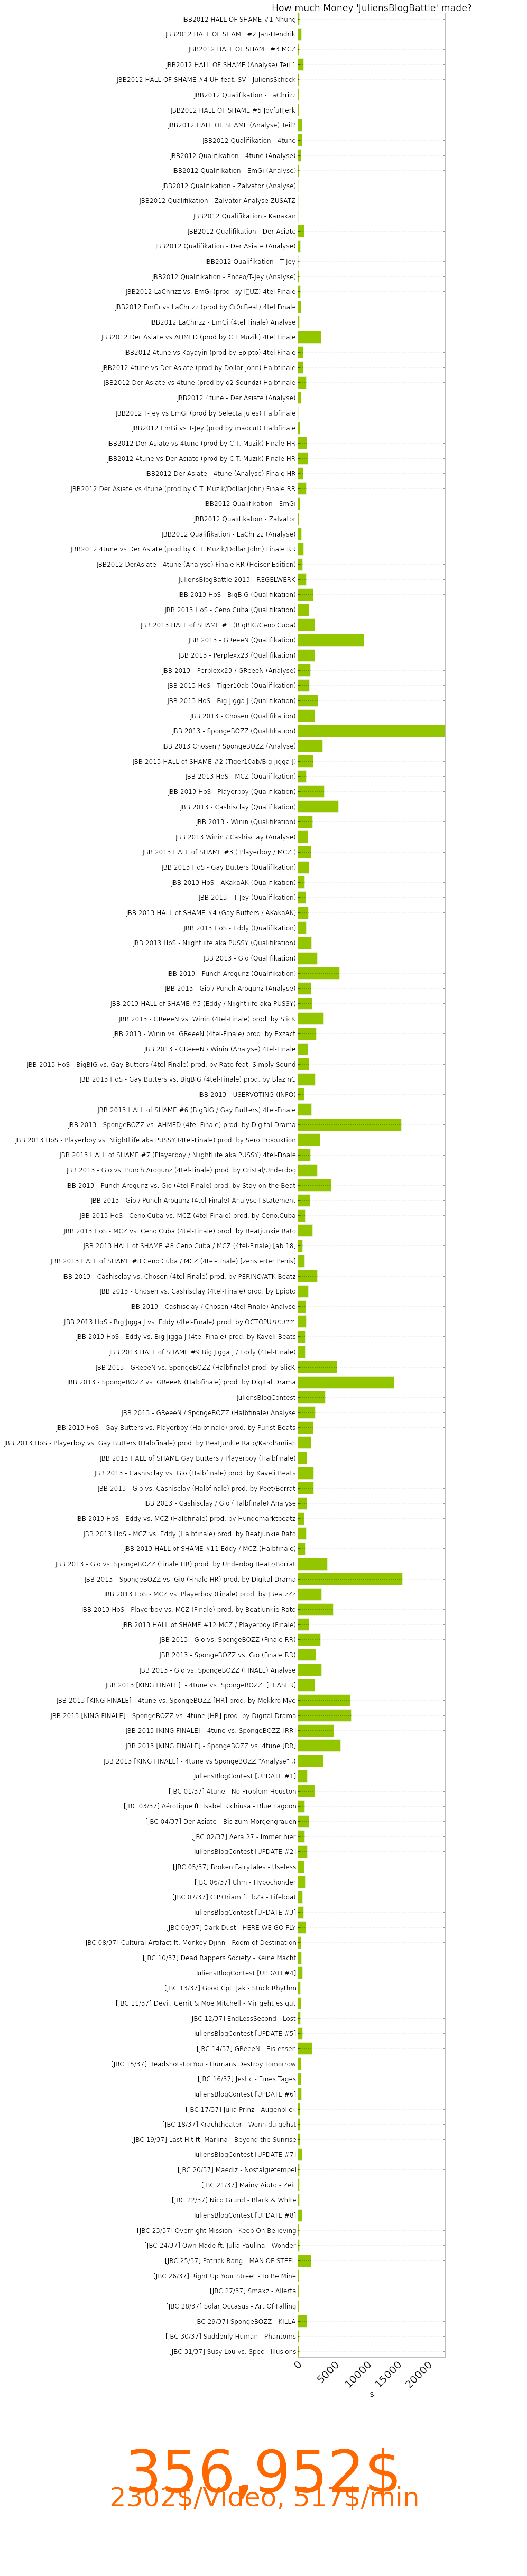 How much Money 'JuliensBlogBattle' made?
JBB2012 HALL OF SHAME #1 Nhung
JBB2012 HALL OF SHAME #2 Jan-Hendrik
JBB2012 HALL OF SHAME #3 MCZ
JBB2012 HALL OF SHAME (Analyse) Teil 1
JBB2012 HALL OF SHAME #4 UH feat. SV - JuliensSchock
JBB2012 Qualifikation - LaChrizz
JBB2012 HALL OF SHAME #5 JoyfullJerk
JBB2012 HALL OF SHAME (Analyse) Teil2
JBB2012 Qualifikation - 4tune
JBB2012 Qualifikation - 4tune (Analyse)
JBB2012 Qualifikation - EmGi (Analyse)
JBB2012 Qualifikation - Zalvator (Analyse)
JBB2012 Qualifikation - Zalvator Analyse ZUSATZ
JBB2012 Qualifikation - Kanakan
JBB2012 Qualifikation - Der Asiate
JBB2012 Qualifikation - Der Asiate (Analyse)
JBB2012 Qualifikation - T-Jey
JBB2012 Qualifikation - Enceo/T-Jey (Analyse)
JBB2012 LaChrizz vs. EmGi (prod. by (▯UZ) 4tel Finale
JBB2012 EmGi vs LaChrizz (prod by Cr0cBeat) 4tel Finale
JBB2012 LaChrizz - EmGi (4tel Finale) Analyse
JBB2012 Der Asiate vs AHMED (prod by C.T.Muzik) 4tel Finale
JBB2012 4tune vs Kayayin (prod by Epipto) 4tel Finale
JBB2012 4tune vs Der Asiate (prod by Dollar John) Halbfinale
JBB2012 Der Asiate vs 4tune (prod by o2 Soundz) Halbfinale
JBB2012 4tune - Der Asiate (Analyse)
JBB2012 T-Jey vs EmGi (prod by Selecta Jules) Halbfinale
JBB2012 EmGi vs T-Jey (prod by madcut) Halbfinale
JBB2012 Der Asiate vs 4tune (prod by C.T. Muzik) Finale HR
JBB2012 4tune vs Der Asiate (prod by C.T. Muzik) Finale HR
JBB2012 Der Asiate - 4tune (Analyse) Finale HR
JBB2012 Der Asiate vs 4tune (prod by C.T. Muzik/Dollar John) Finale RR
JBB2012 Qualifikation - EmGi
JBB2012 Qualifikation - Zalvator
JBB2012 Qualifikation - LaChrizz (Analyse)
JBB2012 4tune vs Der Asiate (prod by C.T. Muzik/Dollar John) Finale RR
JBB2012 DerAsiate - 4tune (Analyse) Finale RR (Heiser Edition)
JuliensBlogBattle 2013 - REGELWERK
JBB 2013 HoS - BigBIG (Qualifikation)
JBB 2013 HoS - Ceno.Cuba (Qualifikation)
JBB 2013 HALL of SHAME #1 (BigBIG/Ceno.Cuba)
JBB 2013 - GReeeN (Qualifikation)
JBB 2013 - Perplexx23 (Qualifikation)
JBB 2013 - Perplexx23 / GReeeN (Analyse)
JBB 2013 HoS - Tiger10ab (Qualifikation)
JBB 2013 HoS - Big Jigga J (Qualifikation)
JBB 2013 - Chosen (Qualifikation)
JBB 2013 - SpongeBOZZ (Qualifikation)
JBB 2013 Chosen / SpongeBOZZ (Analyse)
JBB 2013 HALL of SHAME #2 (Tiger10ab/Big Jigga J)
JBB 2013 HoS - MCZ (Qualifikation)
JBB 2013 HoS - Playerboy (Qualifikation)
JBB 2013 - Cashisclay (Qualifikation)
JBB 2013 - Winin (Qualifikation)
JBB 2013 Winin / Cashisclay (Analyse)
JBB 2013 HALL of SHAME #3 ( Playerboy / MCZ )
JBB 2013 HoS - Gay Butters (Qualifikation)
JBB 2013 HoS - AKakaAK (Qualifikation)
JBB 2013 - T-Jey (Qualifikation)
JBB 2013 HALL of SHAME #4 (Gay Butters / AKakaAK)
JBB 2013 HoS - Eddy (Qualifikation)
JBB 2013 HoS - Niightliife aka PUSSY (Qualifikation)
JBB 2013 - Gio (Qualifikation)
JBB 2013 - Punch Arogunz (Qualifikation)
JBB 2013 - Gio / Punch Arogunz (Analyse)
JBB 2013 HALL of SHAME #5 (Eddy / Niightliife aka PUSSY)
JBB 2013 - GReeeN vs. Winin (4tel-Finale) prod. by SlicK
JBB 2013 - Winin vs. GReeeN (4tel-Finale) prod. by Exzact
JBB 2013 - GReeeN / Winin (Analyse) 4tel-Finale
JBB 2013 HoS - BigBIG vs. Gay Butters (4tel-Finale) prod. by Rato feat. Simply Sound
JBB 2013 HoS - Gay Butters vs. BigBIG (4tel-Finale) prod. by BlazinG
JBB 2013 - USERVOTING (INFO)
JBB 2013 HALL of SHAME #6 (BigBIG / Gay Butters) 4tel-Finale
JBB 2013 - SpongeBOZZ vs. AHMED (4tel-Finale) prod. by Digital Drama
JBB 2013 HoS - Playerboy vs. Nightliife aka PUSSY (4tel-Finale) prod. by Sero Produktion
JBB 2013 HALL of SHAME #7 (Playerboy / Niightliife aka PUSSY) 4tel-Finale
JBB 2013 - Gio vs. Punch Arogunz (4tel-Finale) prod. by Cristal/Underdog
JBB 2013 - Punch Arogunz vs. Gio (4tel-Finale) prod. by Stay on the Beat
JBB 2013 - Gio / Punch Arogunz (4tel-Finale) Analyse+Statement
JBB 2013 HoS - Ceno.Cuba vs. MCZ (4tel-Finale) prod. by Ceno.Cuba
JBB 2013 HoS - MCZ vs. Ceno.Cuba (4tel-Finale) prod. by Beatjunkie Rato
JBB 2013 HALL of SHAME #8 Ceno.Cuba / MCZ (4tel-Finale) [ab 18]
JBB 2013 HALL of SHAME #8 Ceno.Cuba / MCZ (4tel-Finale) [zensierter Penis]
JBB 2013 - Cashisclay vs. Chosen (4tel-Finale) prod. by PERINO/ATK Beatz
JBB 2013 - Chosen vs. Cashisclay (4tel-Finale) prod. by Epipto
JBB 2013 - Cashisclay / Chosen (4tel-Finale) Analyse
JBB 2013 HoS - Big Jigga J vs. Eddy (4tel-Finale) prod. by OCTOPU𝐵𝐸𝐴𝑇𝑍
JBB 2013 HoS - Eddy vs. Big Jigga J (4tel-Finale) prod. by Kaveli Beats
JBB 2013 HALL of SHAME #9 Big Jigga J / Eddy (4tel-Finale)
JBB 2013 - GReeeN vs. SpongeBOZZ (Halbfinale) prod. by SlicK
JBB 2013 - SpongeBOZZ vs. GReeeN (Halbfinale) prod. by Digital Drama
JuliensBlogContest
JBB 2013 - GReeeN / SpongeBOZZ (Halbfinale) Analyse
JBB 2013 HoS - Gay Butters vs. Playerboy (Halbfinale) prod. by Purist Beats
JBB 2013 HoS - Playerboy vs. Gay Butters (Halbfinale) prod. by Beatjunkie Rato/KarolSmiiah
JBB 2013 HALL of SHAME Gay Butters / Playerboy (Halbfinale)
JBB 2013 - Cashisclay vs. Gio (Halbfinale) prod. by Kaveli Beats
JBB 2013 - Gio vs. Cashisclay (Halbfinale) prod. by Peet/Borrat
JBB 2013 - Cashisclay / Gio (Halbfinale) Analyse
JBB 2013 HoS - Eddy vs. MCZ (Halbfinale) prod. by Hundemarktbeatz
JBB 2013 HoS - MCZ vs. Eddy (Halbfinale) prod. by Beatjunkie Rato
JBB 2013 HALL of SHAME #11 Eddy / MCZ (Halbfinale)
JBB 2013 - Gio vs. SpongeBOZZ (Finale HR) prod. by Underdog Beatz/Borrat
JBB 2013 - SpongeBOZZ vs. Gio (Finale HR) prod. by Digital Drama
JBB 2013 HoS - MCZ vs. Playerboy (Finale) prod. by JBeatzZz
JBB 2013 HoS - Playerboy vs. MCZ (Finale) prod. by Beatjunkie Rato
JBB 2013 HALL of SHAME #12 MCZ / Playerboy (Finale)
JBB 2013 - Gio vs. SpongeBOZZ (Finale RR)
JBB 2013 - SpongeBOZZ vs. Gio (Finale RR)
JBB 2013 - Gio vs. SpongeBOZZ (FINALE) Analyse
JBB 2013 [KING FINALE] - 4tune vs. SpongeBOZZ [TEASER]
JBB 2013 [KING FINALE] - 4tune vs. SpongeBOZZ [HR] prod. by Mekkro Mye
JBB 2013 [KING FINALE] - SpongeBOZZ vs. 4tune [HR] prod. by Digital Drama
JBB 2013 [KING FINALE] - 4tune vs. SpongeBOZZ [RR]
JBB 2013 [KING FINALE] - SpongeBOZZ vs. 4tune [RR]
JBB 2013 [KING FINALE] - 4tune vs SpongeBOZZ "Analyse" ;)
JuliensBlogContest [UPDATE #1]
[JBC 01/37] 4tune - No Problem Houston
[JBC 03/37] Aérotique ft. Isabel Richiusa - Blue Lagoon
[JBC 04/37] Der Asiate - Bis zum Morgengrauen
[JBC 02/37] Aera 27 - Immer hier
JuliensBlogContest [UPDATE #2]
[JBC 05/37] Broken Fairytales - Useless
[JBC 06/37] Chm - Hypochonder
[JBC 07/37] C.P.Oriam ft. bZa - Lifeboat
JuliensBlogContest [UPDATE #3]
[JBC 09/37] Dark Dust - HERE WE GO FLY
[JBC 08/37] Cultural Artifact ft. Monkey Djinn - Room of Destination
[JBC 10/37] Dead Rappers Society - Keine Macht
JuliensBlogContest [UPDATE#4]
[JBC 13/37] Good Cpt. Jak - Stuck Rhythm
[JBC 11/37] Devil, Gerrit & Moe Mitchell - Mir geht es gut
[JBC 12/37] EndLessSecond - Lost
JuliensBlogContest [UPDATE #5]
[JBC 14/37] GReeeN - Eis essen
[JBC 15/37] HeadshotsForYou - Humans Destroy Tomorrow
[JBC 16/37] Jestic - Eines Tages
JuliensBlogContest [UPDATE #6]
[JBC 17/37] Julia Prinz - Augenblick
[JBC 18/37] Krachtheater - Wenn du gehst
[JBC 19/37] Last Hit ft. Marlina - Beyond the Sunrise
JuliensBlogContest [UPDATE #7]
[JBC 20/37] Maediz - Nostalgietempel
[JBC 21/37] Mainy Aiuto - Zeit
[JBC 22/37] Nico Grund - Black & White
JuliensBlogContest [UPDATE #8]
[JBC 23/37] Overnight Mission - Keep On Believing
[JBC 24/37] Own Made ft. Julia Paulina - Wonder
[JBC 25/37] Patrick Bang - MAN OF STEEL
[JBC 26/37] Right Up Your Street - To Be Mine
[JBC 27/37] Smaxz - Allerta
[JBC 28/37] Solar Occasus - Art Of Falling
[JBC 29/37] SpongeBOZZ - KILLA
[JBC 30/37] Suddenly Human - Phantoms
[JBC 31/37] Susy Lou vs. Spec - Illusions
0 5000 10000 15000 20000
$
356,952$
2302$/Video, 517$/min